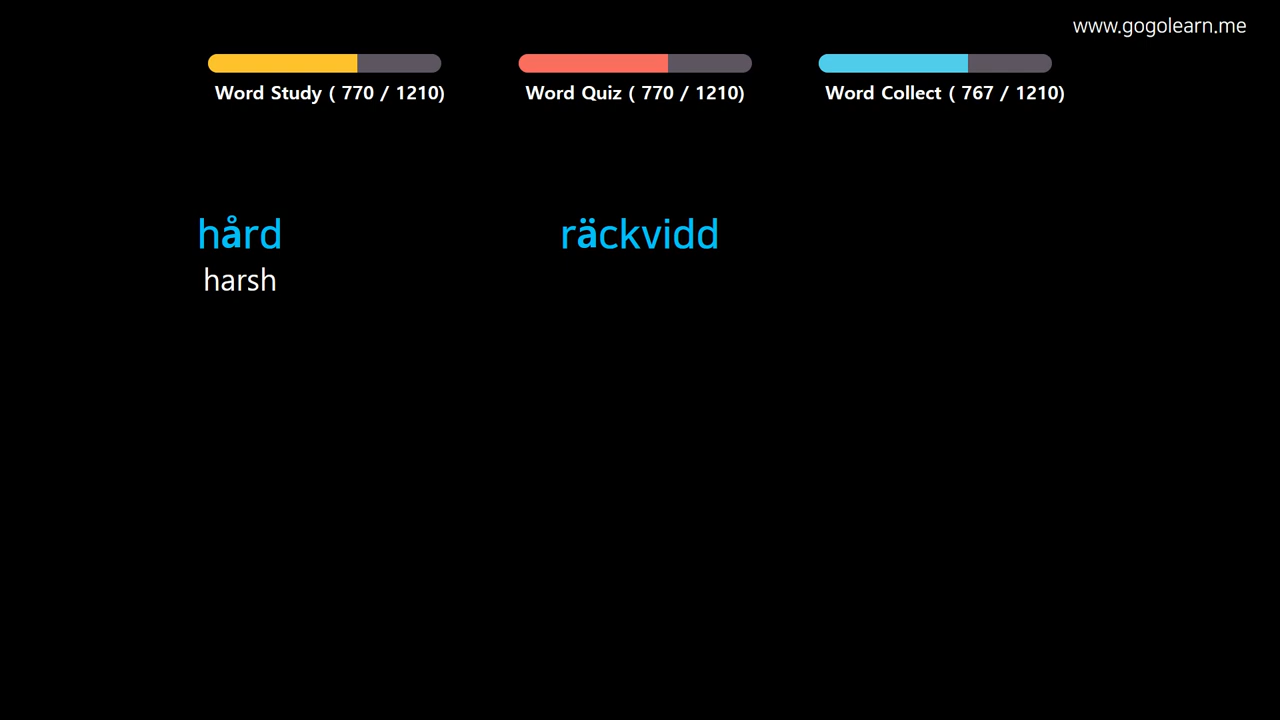 www.gogolearn.me
Word Study ( 770 / 1210)
Word Quiz ( 770 / 1210)
Word Collect ( 767 / 1210)
hård
räckvidd
harsh